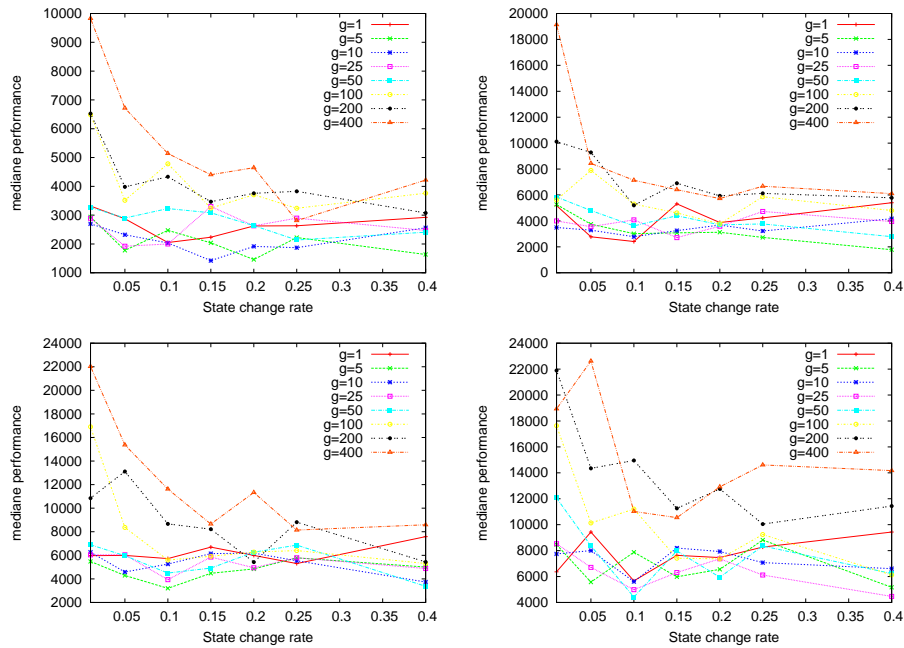 mediane performance
10000
9000
8000
7000
6000
5000
4000
3000
2000
1000
g=1
g=5
g=10
g=25
g=50
g=100
g=200
g=400
0.05 0.1 0.15 0.2 0.25 0.3 0.35 0.4
State change rate
mediane performance
20000
18000
16000
14000
12000
10000
8000
6000
4000
2000
0
g=1
g=5
g=10
g=25
g=50
g=100
g=200
g=400
0.05 0.1 0.15 0.2 0.25 0.3 0.35 0.4
State change rate
mediane performance
24000
22000
20000
18000
16000
14000
12000
10000
8000
6000
4000
2000
g=1
g=5
g=10
g=25
g=50
g=100
g=200
g=400
0.05 0.1 0.15 0.2 0.25 0.3 0.35 0.4
State change rate
mediane performance
24000
22000
20000
18000
16000
14000
12000
10000
8000
6000
4000
g=1
g=5
g=10
g=25
g=50
g=100
g=200
g=400
0.05 0.1 0.15 0.2 0.25 0.3 0.35 0.4
State change rate